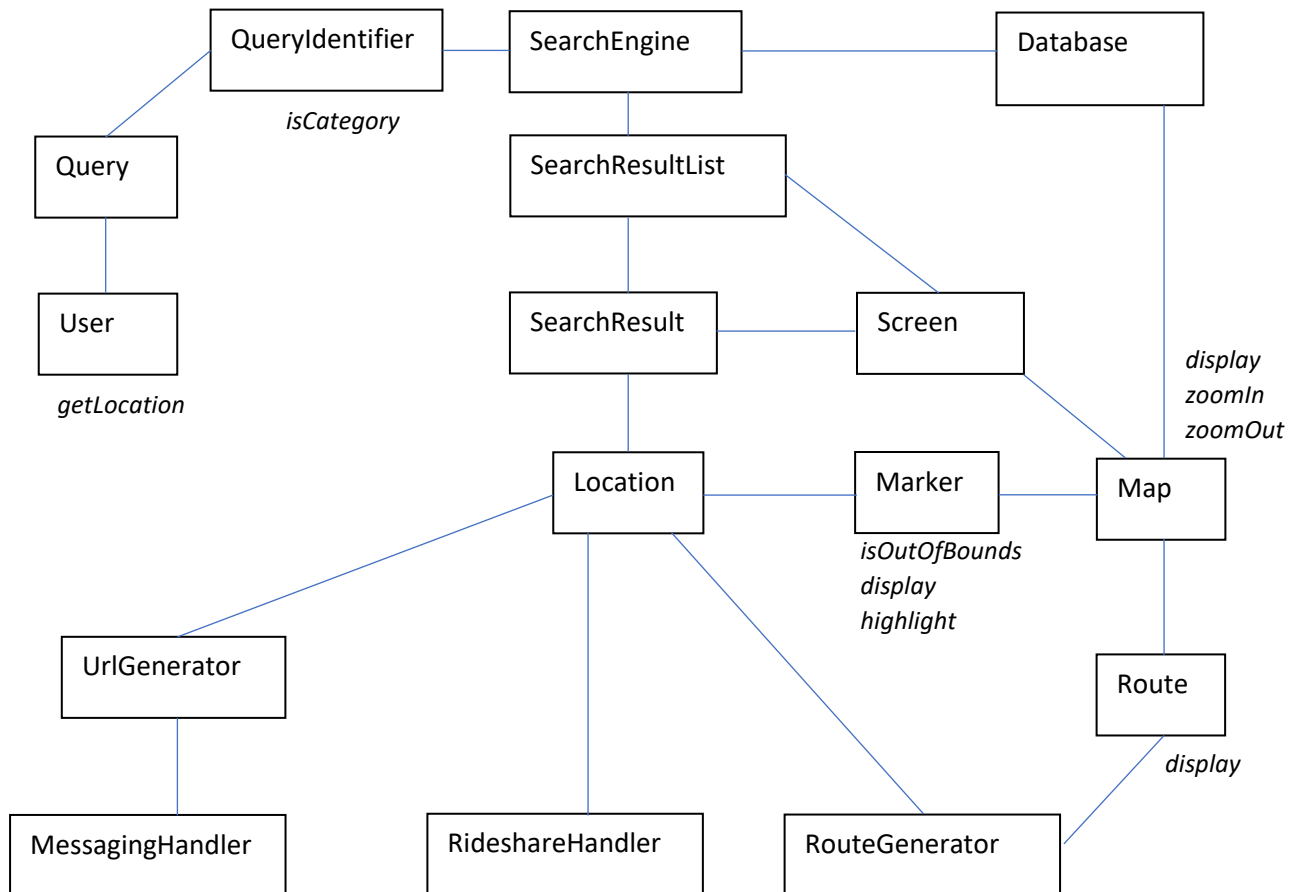 QueryIdentifier
SearchEngine
Database
isCategory
Query
SearchResultList
User
SearchResult
Screen
getLocation
display
zoomIn
zoomOut
Location
Marker
Map
isOutOfBounds
display
highlight
UrlGenerator
Route
display
MessagingHandler
RideshareHandler
RouteGenerator